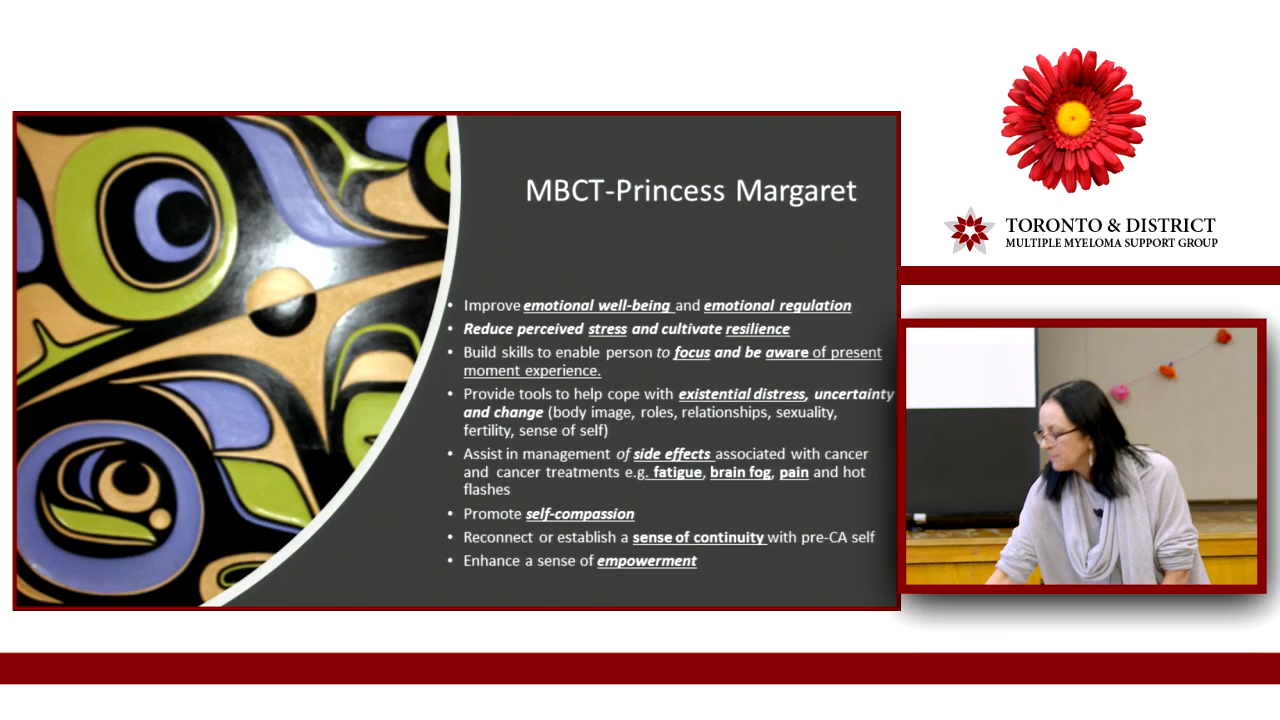 MBCT-Princess Margaret
• Improve emotional well-being and emotional regulation
• Reduce perceived stress and cultivate resilience
• Build skills to enable person to focus and be aware of present
moment experience.
• Provide tools to help cope with existential distress, uncertainty
and change (body image, roles, relationships, sexuality,
fertility, sense of self)
• Assist in management of side effects associated with cancer
and cancer treatments e.g. fatigue, brain fog, pain and hot
flashes
• Promote self-compassion
• Reconnect or establish a sense of continuity with pre-CA self
• Enhance a sense of empowerment
TORONTO & DISTRICT
MULTIPLE MYELOMA SUPPORT GROUP